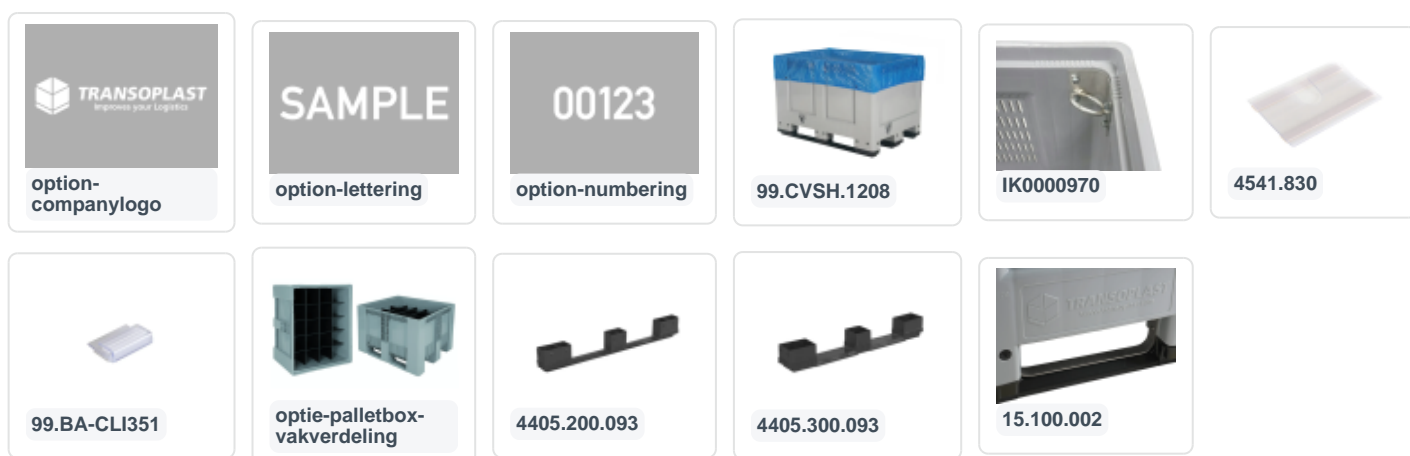 TRANSOPLAST
Improves your Logistics
option-
companylogo
SAMPLE
option-lettering
00123
option-numbering
99.CVSH.1208
IK0000970
4541.830
99.BA-CLI351
optie-palletbox-
vakverdeling
4405.200.093
4405.300.093
TRANSOPLAST
15.100.002